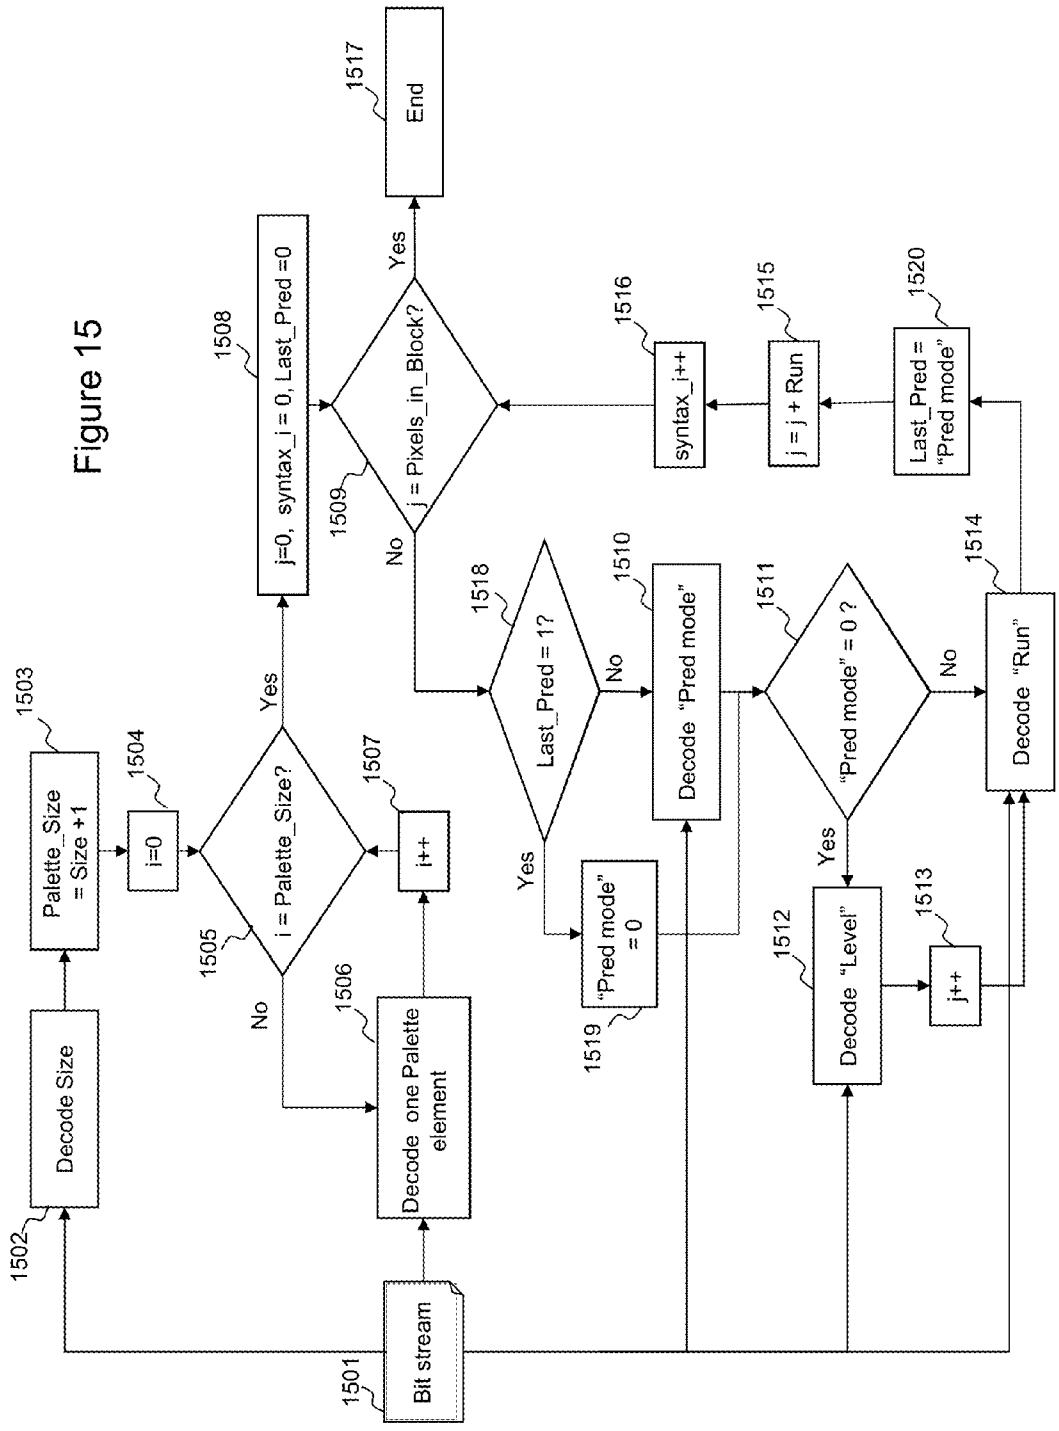 Figure 15
1501
Bit stream
1502
Decode Size
1503
Palette_Size
= Size +1
1504
i=0
1505
i = Palette_Size?
No
Yes
1506
Decode one Palette
element
1507
i++
1508
j=0, syntax_i = 0, Last_Pred =0
1509
j = Pixels_in_Block?
Yes
No
1517
End
1518
Last_Pred = 1?
Yes
No
1519
“Pred mode”
= 0
1510
Decode “Pred mode”
1511
“Pred mode” = 0 ?
Yes
No
1512
Decode “Level”
1513
j++
1514
Decode “Run”
1520
Last_Pred =
“Pred mode”
1515
j = j + Run
1516
syntax_i++